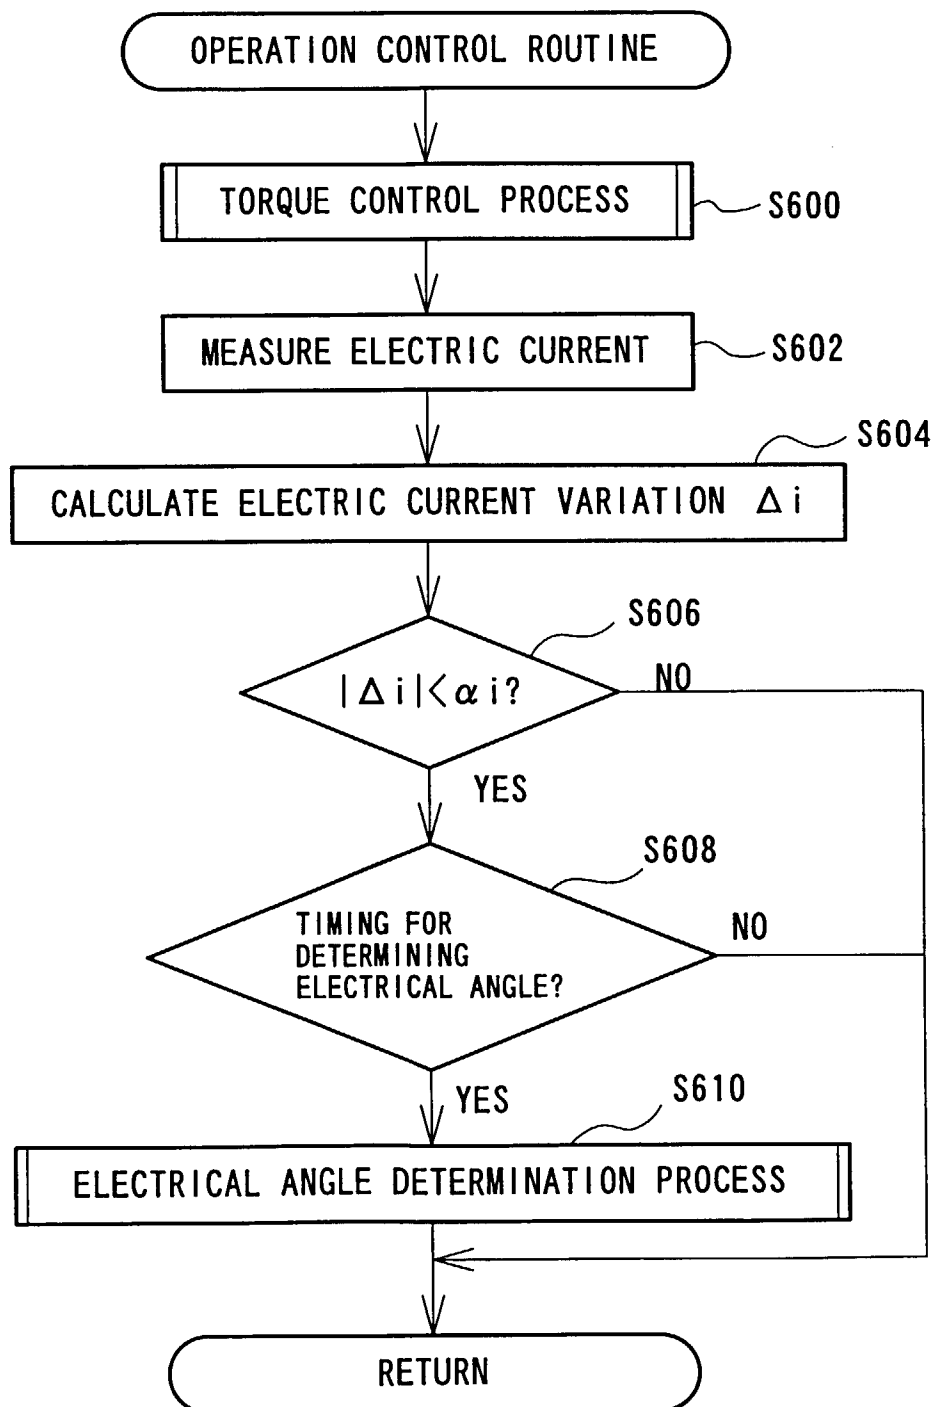 OPERATION CONTROL ROUTINE
TORQUE CONTROL PROCESS
S600
MEASURE ELECTRIC CURRENT
S602
S604
CALCULATE ELECTRIC CURRENT VARIATION Δi
S606
|Δi|<αi?
NO
YES
S608
TIMING FOR
DETERMINING
ELECTRICAL ANGLE?
NO
YES
S610
ELECTRICAL ANGLE DETERMINATION PROCESS
RETURN